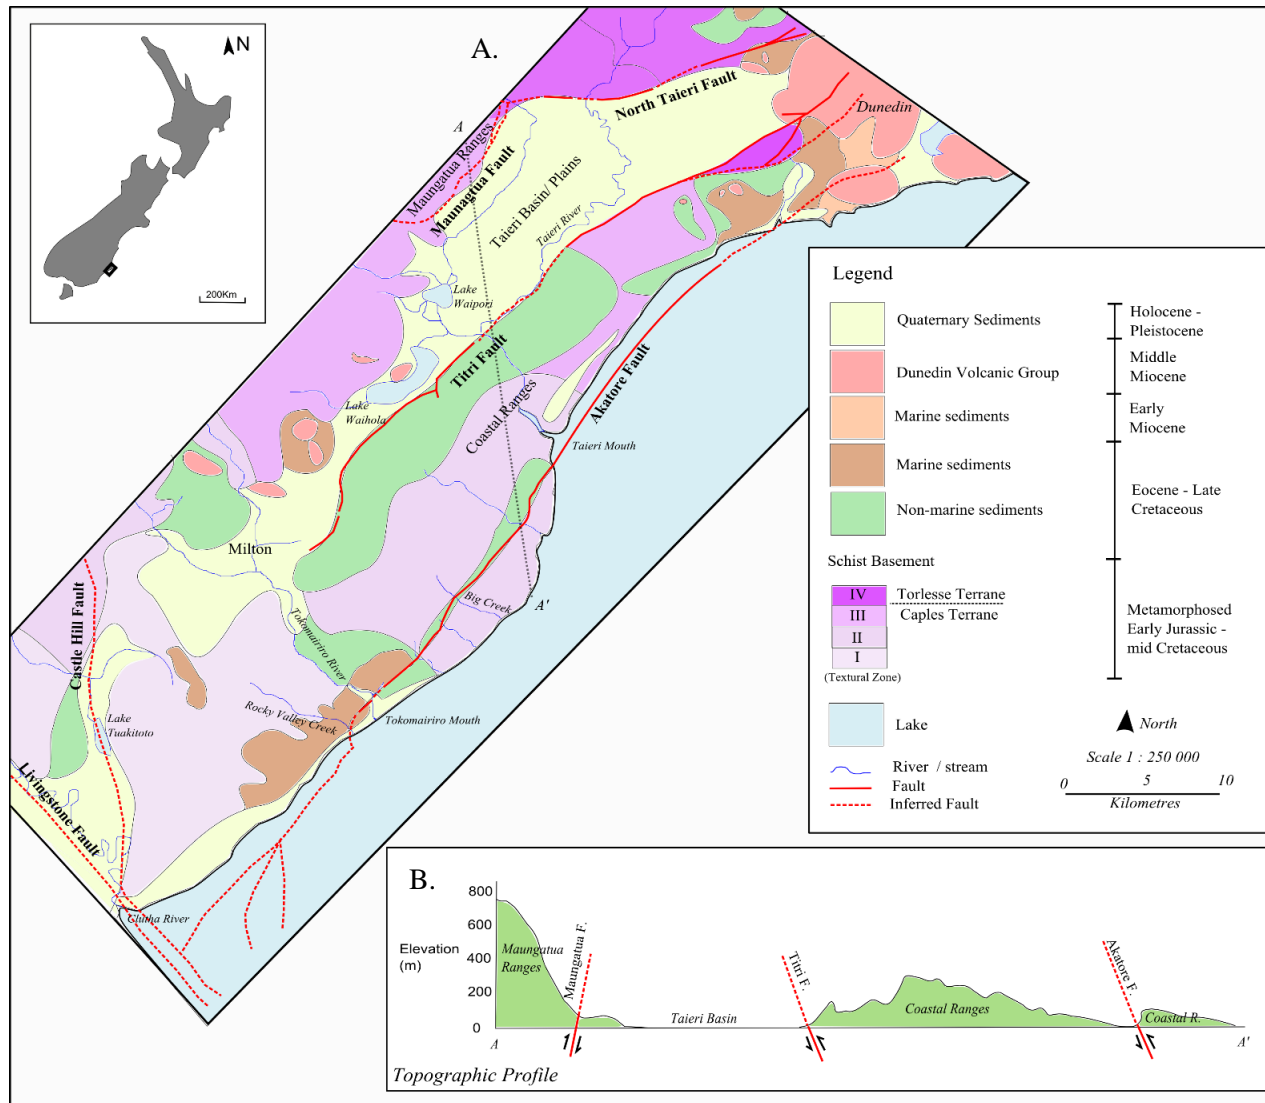 A.
N
200Km
North Taieri Fault
Dunedin
A
Maungatua Ranges
Maunagtua Fault
Taieri Basin/ Plains
Taieri River
Lake
Waipori
Titri Fault
Akatore Fault
Coastal Ranges
Lake
Waihola
Taieri Mouth
Milton
Big Creek
A'
Castle Hill Fault
Tokomairiro River
Rocky Valley Creek
Tokomairiro Mouth
Lake
Tuakitoto
Livingstone Fault
Clutha River
Legend
Quaternary Sediments
Holocene -
Pleistocene
Dunedin Volcanic Group
Middle
Miocene
Marine sediments
Early
Miocene
Marine sediments
Non-marine sediments
Eocene - Late
Cretaceous
Schist Basement
IV
Torlesse Terrane
III
Caples Terrane
II
I
(Textural Zone)
Metamorphosed
Early Jurassic -
mid Cretaceous
Lake
North
River / stream
Fault
Inferred Fault
Scale 1 : 250 000
0 5 10
Kilometres
B.
800
600
400
200
0
Elevation
(m)
Maungatua
Ranges
Maungatua F.
Titri F.
Akatore F.
Taieri Basin
Coastal Ranges
Coastal R.
A
A'
Topographic Profile